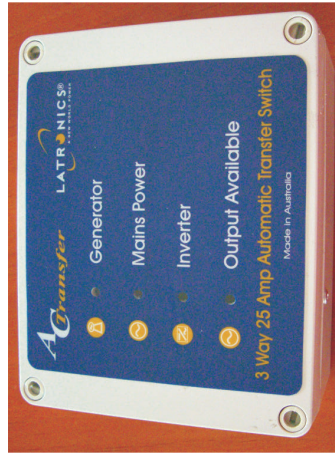 AC Transfer
LATRONICS®
Generator
Mains Power
Inverter
Output Available
3 Way 25 Amp Automatic Transfer Switch
Made in Australia